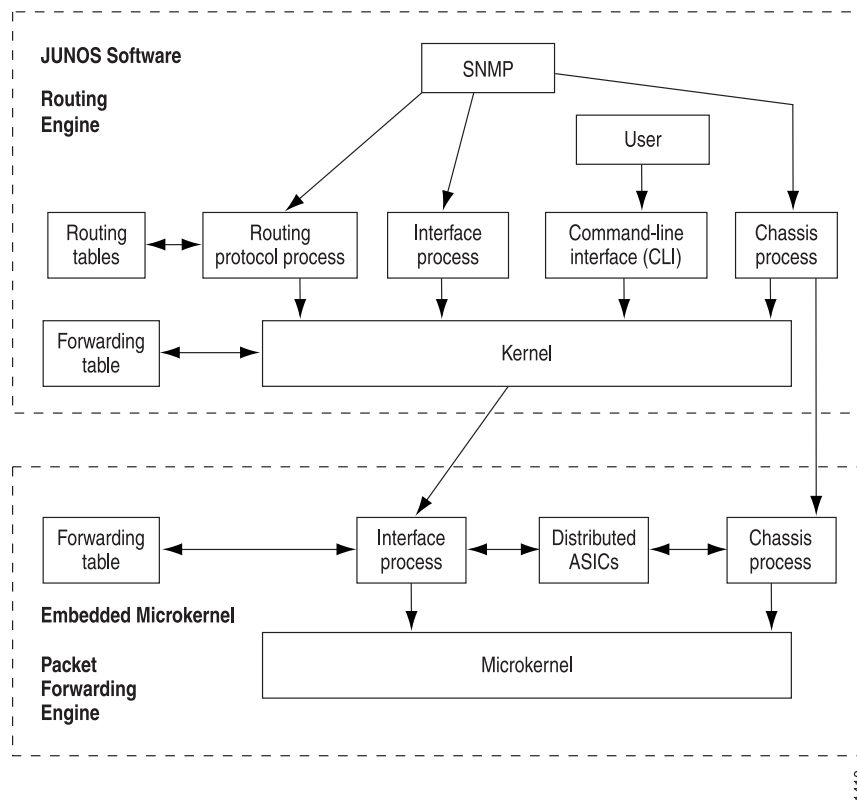 JUNOS Software
Routing
Engine
SNMP
User
Routing
tables
Routing
protocol process
Interface
process
Command-line
interface (CLI)
Chassis
process
Forwarding
table
Kernel
Forwarding
table
Interface
process
Distributed
ASICs
Chassis
process
Embedded Microkernel
Packet
Forwarding
Engine
Microkernel